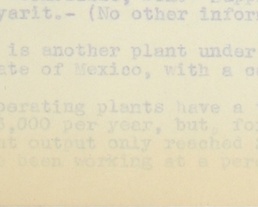 yarit.- (No other infor
is another plant under
ate of Mexico, with a c
perating plants have a
,000 per year, but, fo
output only reached
been working at a per